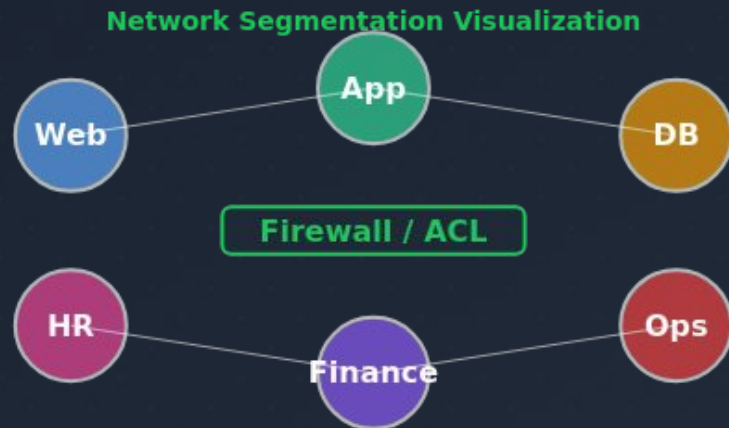 Network Segmentation Visualization
App
Web
DB
Firewall / ACL
HR
Ops
Finance